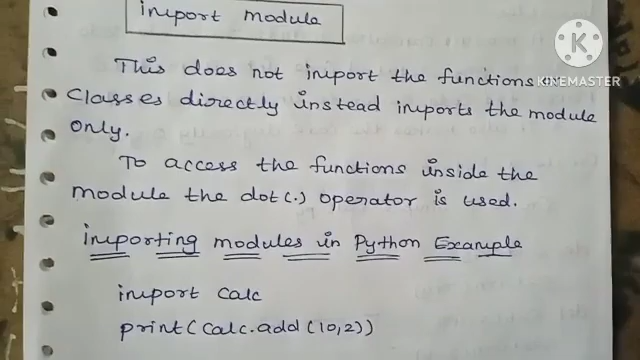 import module
This does not import the functions or
KINEMASTER
classes directly instead imports the module
only.
To access the functions inside the
module the dot(.) operator is used.
importing modules in Python Example
import calc
print(calc.add(10,2))